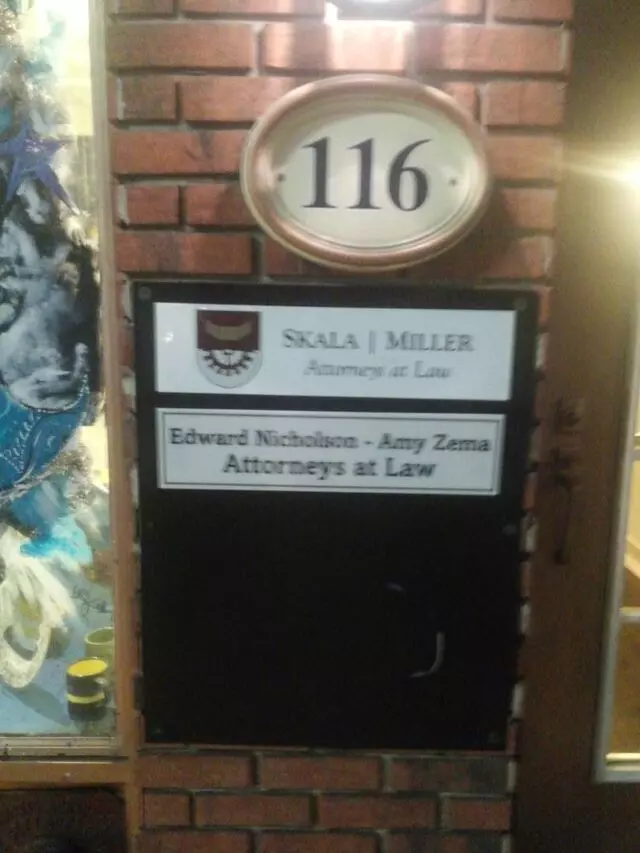 116
SKALA | MILLER
Attorneys at Law
Edward Nicholson - Amy Zema
Attorneys at Law